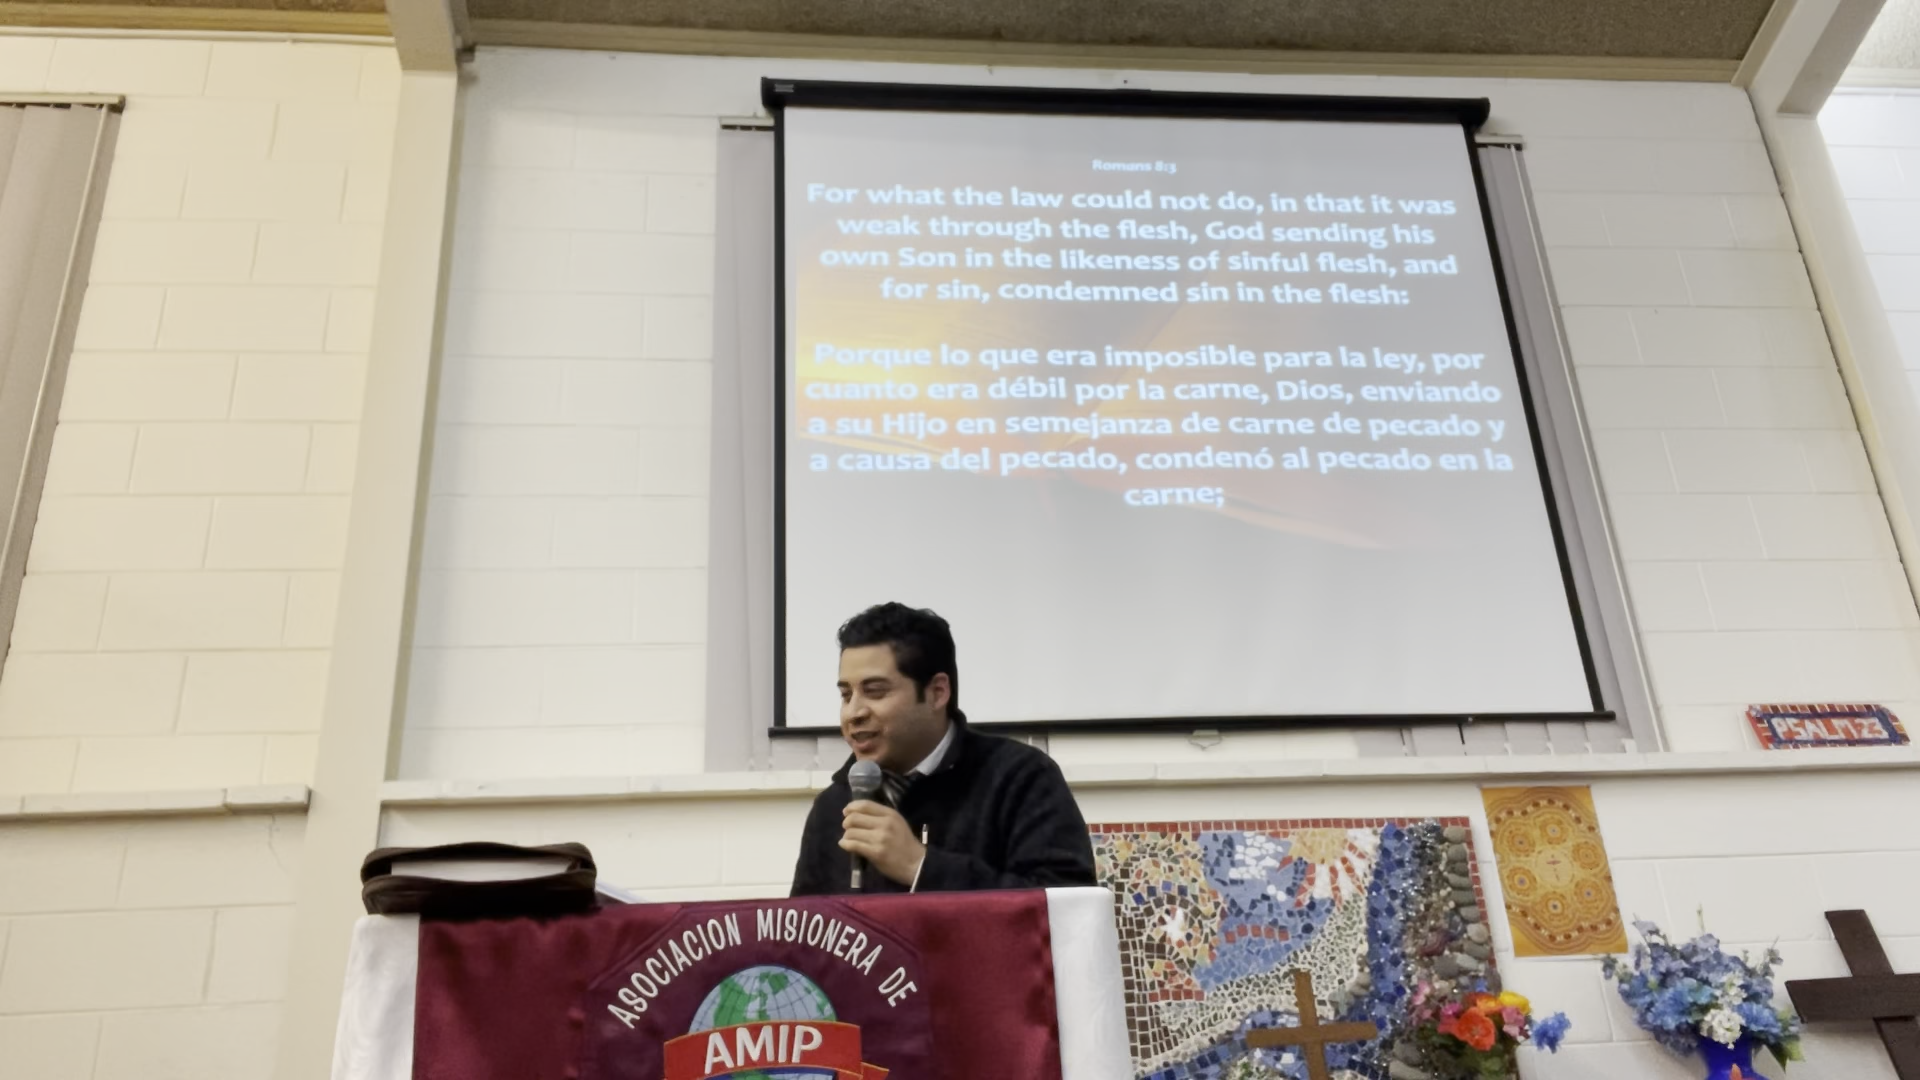 Romans 8:3
For what the law could not do, in that it was
weak through the flesh, God sending his
own Son in the likeness of sinful flesh, and
for sin, condemned sin in the flesh:
Porque lo que era imposible para la ley, por
cuanto era débil por la carne, Dios, enviando
a su Hijo en semejanza de carne de pecado y
a causa del pecado, condenó al pecado en la
carne;
PSALM 23
ASOCIACION MISIONERA DE
AMIP